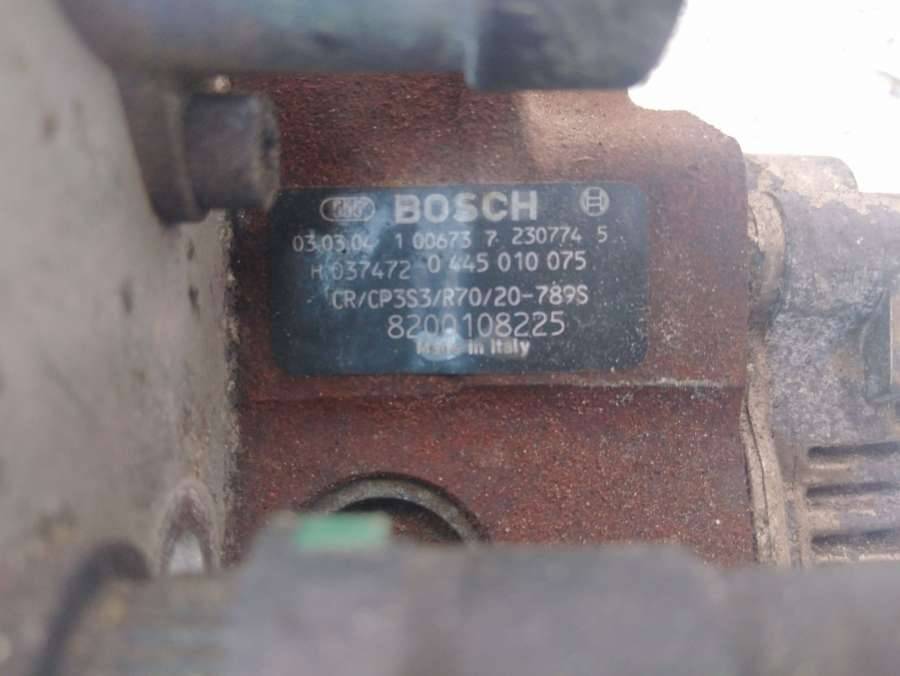 BOSCH
03.03.04 1 00673 7 230774 5
H 037472 0 445 010 075
CR/CP3S3/R70/20-789S
8200108225
Made in Italy